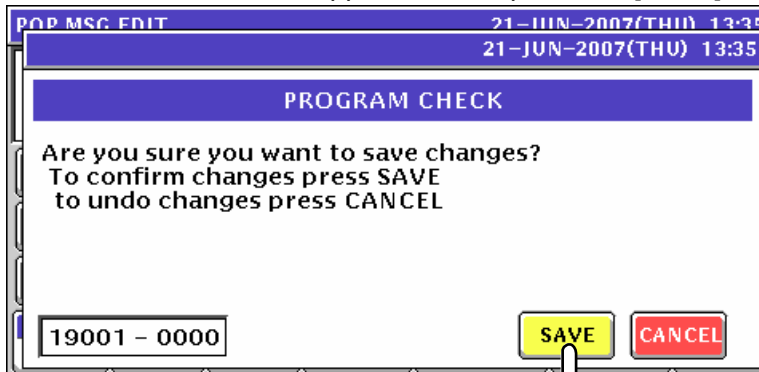 POP MSG EDIT 21-JUN-2007(THU) 13:35
21-JUN-2007(THU) 13:35
PROGRAM CHECK
Are you sure you want to save changes?
To confirm changes press SAVE
to undo changes press CANCEL
19001 - 0000 SAVE CANCEL